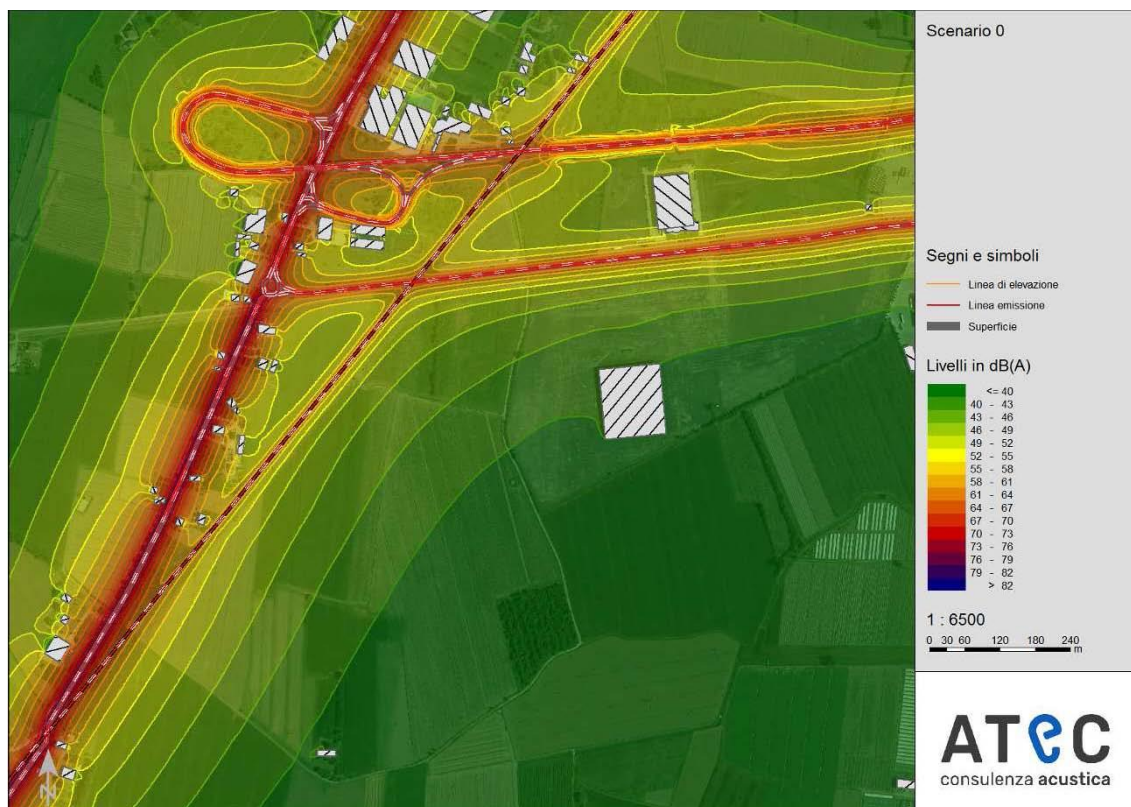 Scenario 0
Segni e simboli
Linea di elevazione
Linea emissione
Superficie
Livelli in dB(A)
<= 40
40 - 43
43 - 46
46 - 49
49 - 52
52 - 55
55 - 58
58 - 61
61 - 64
64 - 67
67 - 70
70 - 73
73 - 76
76 - 79
79 - 82
> 82
1 : 6500
0 30 60 120 180 240
m
ATeC
consulenza acustica
N